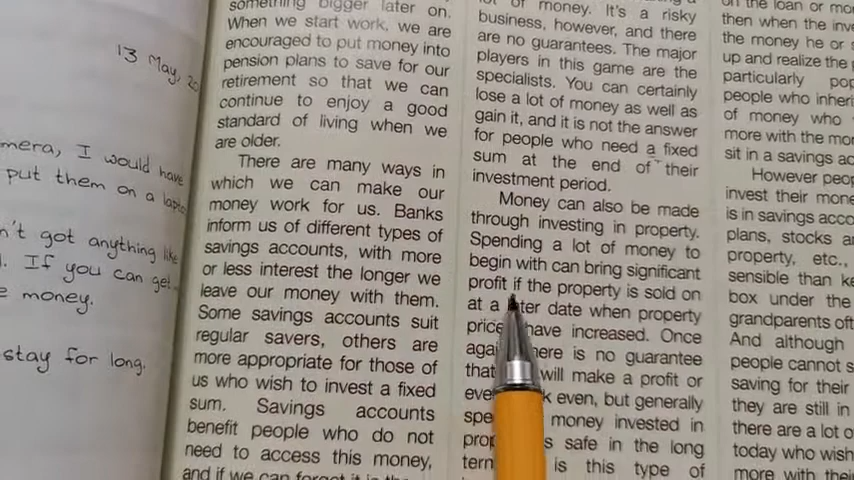 13 May, 20
mera, I would have
put them on a lapto
n't got anything like
. If you can get
e money.
stay for long.
something bigger later on.
When we start work, we are
encouraged to put money into
pension plans to save for our
retirement so that we can
continue to enjoy a good
standard of living when we
are older.
There are many ways in
which we can make our
money work for us. Banks
inform us of different types of
savings accounts, with more
or less interest the longer we
leave our money with them.
Some savings accounts suit
regular savers, others are
more appropriate for those of
us who wish to invest a fixed
sum. Savings accounts
benefit people who do not
need to access this money,
and if we can forget it is
lot of money. It's a risky
business, however, and there
are no guarantees. The major
players in this game are the
specialists. You can certainly
lose a lot of money as well as
gain it, and it is not the answer
for people who need a fixed
sum at the end of their
investment period.
Money can also be made
through investing in property.
Spending a lot of money to
begin with can bring significant
profit if the property is sold on
at a date when property
have increased. Once
there is no guarantee
will make a profit or
even, but generally
money invested in
is safe in the long
is this type of
on the loan or
then when the
the money he or s
up and realize the
particularly
people who
of money who
more with the
sit in a savings
However
invest their
is in savings
plans, stocks a
property, etc.,
sensible than
box under the
grandparents
And although
people cannot s
saving for their
they are still in
there are a lot o
today who wish
more with their